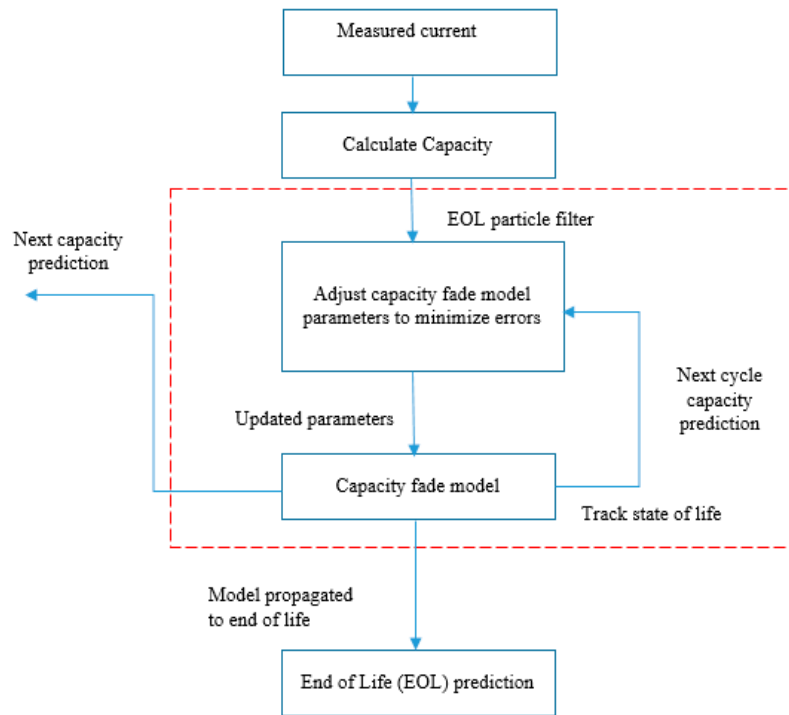 Measured current
Calculate Capacity
EOL particle filter
Next capacity
prediction
Adjust capacity fade model
parameters to minimize errors
Next cycle
capacity
prediction
Updated parameters
Capacity fade model
Track state of life
Model propagated
to end of life
End of Life (EOL) prediction